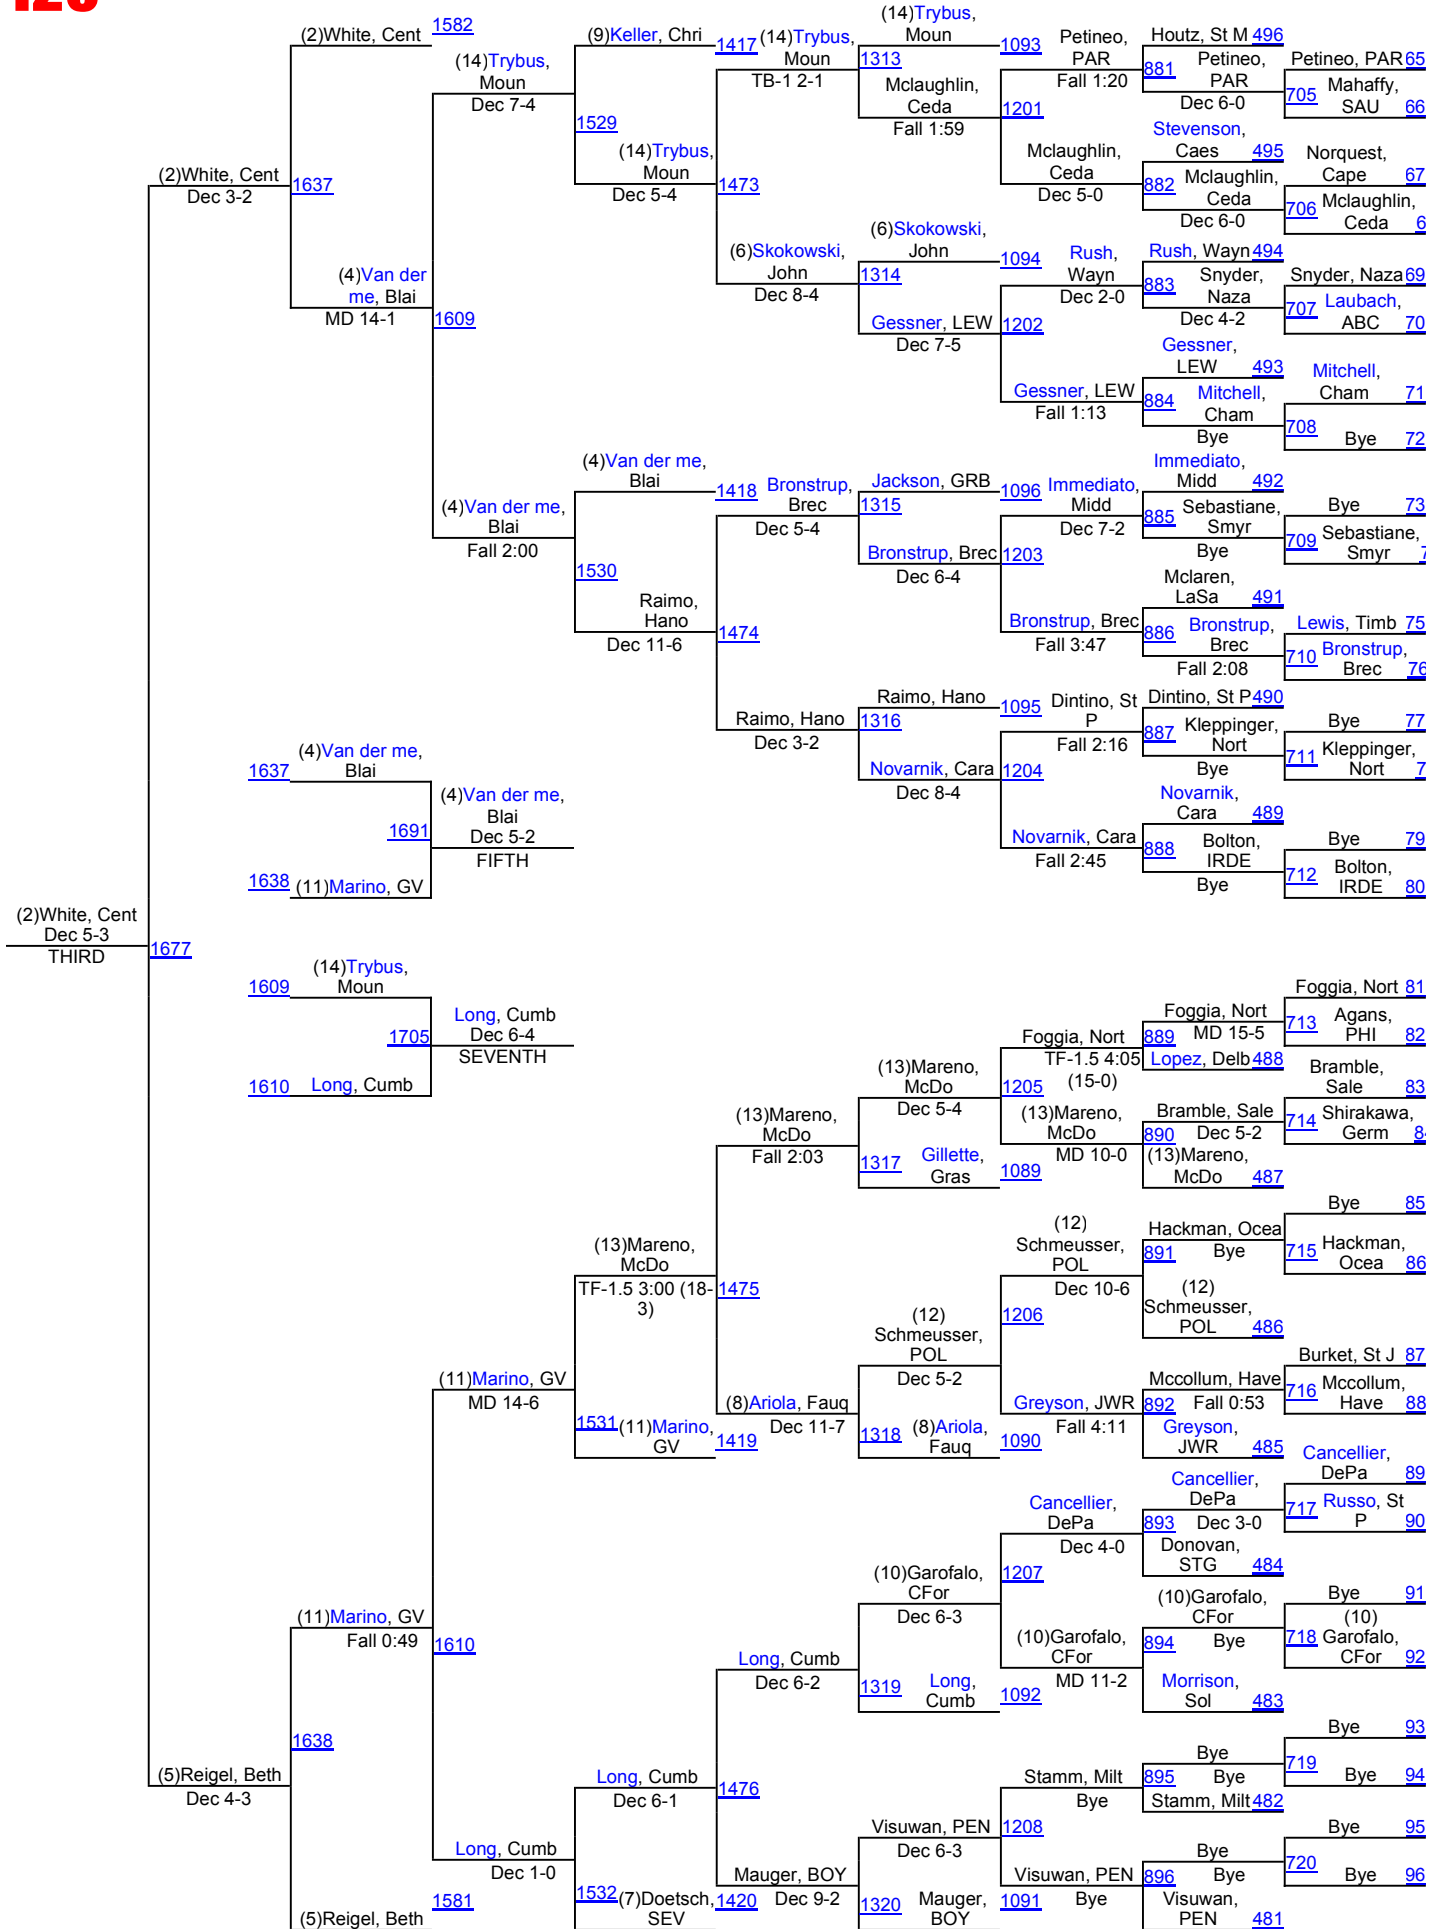 (2)White, Cent 1582
(14)Trybus,
Moun
Dec 7-4
(9)Keller, Chri 1417
1529
(14)Trybus,
Moun
Dec 5-4
(14)Trybus,
Moun
TB-1 2-1
1473
(6)Skokowski,
John
Dec 8-4
(14)Trybus,
Moun 1093
1313
Mclaughlin,
Ceda
Fall 1:59
Petineo,
PAR
Fall 1:20
1201
Mclaughlin,
Ceda
Dec 5-0
Houtz, St M 496
881 Petineo,
PAR
Dec 6-0
Petineo, PAR 65
705 Mahaffy,
SAU 66
Stevenson,
Caes 495
882 Mclaughlin,
Ceda
Dec 6-0
Norquest,
Cape 67
706 Mclaughlin,
Ceda
(6)Skokowski,
John 1094
1314
Gessner, LEW
Dec 7-5
Rush,
Wayn
Dec 2-0
1202
Gessner, LEW
Fall 1:13
Rush, Wayn 494
883 Snyder,
Naza
Dec 4-2
Snyder, Naza 69
707 Laubach,
ABC 70
Gessner,
LEW 493
884 Mitchell,
Cham
Bye
Mitchell,
Cham 71
708 Bye 72
(2)White, Cent
Dec 3-2
1637
(4)Van der
me, Blai
MD 14-1
1609
(4)Van der me,
Blai
Fall 2:00
(4)Van der me,
Blai 1418
1530
Raimo,
Hano
Dec 11-6
Bronstrup,
Brec
Dec 5-4
1474
Raimo, Hano
Dec 3-2
Jackson, GRB 1096
1315
Bronstrup, Brec
Dec 6-4
Immediato,
Midd
Dec 7-2
1203
Bronstrup, Brec
Fall 3:47
Immediato,
Midd 492
885 Sebastiane,
Smyr
Bye
Bye 73
709 Sebastiane,
Smyr
Mclaren,
LaSa 491
886 Bronstrup,
Brec
Fall 2:08
Lewis, Timb 75
710 Bronstrup,
Brec 76
Raimo, Hano 1095
1316
Novarnik, Cara
Dec 8-4
Dintino, St
P
Fall 2:16
1204
Novarnik, Cara
Fall 2:45
Dintino, St P 490
887 Kleppinger,
Nort
Bye
Bye 77
711 Kleppinger,
Nort
Novarnik,
Cara 489
888 Bolton,
IRDE
Bye
Bye 79
712 Bolton,
IRDE 80
1637 (4)Van der me,
Blai
1691
(4)Van der me,
Blai
Dec 5-2
FIFTH
1638 (11)Marino, GV
(2)White, Cent
Dec 5-3
THIRD
1677
1609 (14)Trybus,
Moun
1705
Long, Cumb
Dec 6-4
SEVENTH
1610 Long, Cumb
(13)Mareno,
McDo
Fall 2:03
(13)Mareno,
McDo
Dec 5-4
1317 Gillette,
Gras 1089
Foggia, Nort
TF-1.5 4:05
(15-0)
1205
(13)Mareno,
McDo
MD 10-0
Foggia, Nort
889 MD 15-5
Lopez, Delb 488
Foggia, Nort 81
713 Agans,
PHI 82
Bramble, Sale
890 Dec 5-2
(13)Mareno,
McDo 487
Bramble,
Sale 83
714 Shirakawa,
Germ
(13)Mareno,
McDo
TF-1.5 3:00 (18-
3)
1475
(8)Ariola, Fauq
Dec 11-7
(12)
Schmeusser,
POL
Dec 5-2
1318 (8)Ariola,
Fauq 1090
(12)
Schmeusser,
POL
Dec 10-6
1206
Greyson, JWR
Fall 4:11
Hackman, Ocea
891 Bye
(12)
Schmeusser,
POL 486
Bye 85
715 Hackman,
Ocea 86
Mccollum, Have
892 Fall 0:53
Greyson,
JWR 485
Burket, St J 87
716 Mccollum,
Have 88
(11)Marino, GV
MD 14-6
1531 (11)Marino,
GV 1419
(11)Marino, GV
Fall 0:49
1610
Long, Cumb
Dec 1-0
Long, Cumb
Dec 6-2
(10)Garofalo,
CFor
Dec 6-3
1319 Long,
Cumb 1092
Cancellier,
DePa
Dec 4-0
1207
(10)Garofalo,
CFor
MD 11-2
Cancellier,
DePa
893 Dec 3-0
Donovan,
STG 484
Cancellier,
DePa 89
717 Russo, St
P 90
(10)Garofalo,
CFor
894 Bye
Morrison,
Sol 483
Bye 91
718 (10)
Garofalo,
CFor 92
1638
(5)Reigel, Beth
Dec 4-3
(5)Reigel, Beth 1581
Long, Cumb
Dec 6-1
1476
1532 (7)Doetsch,
SEV 1420
Mauger, BOY
Dec 9-2
Visuwan, PEN
Dec 6-3
1320 Mauger,
BOY 1091
Stamm, Milt
Bye
1208
Visuwan, PEN
Bye
Bye
895 Bye
Stamm, Milt 482
Bye 93
719 Bye 94
Bye
896 Bye
Visuwan,
PEN 481
Bye 95
720 Bye 96